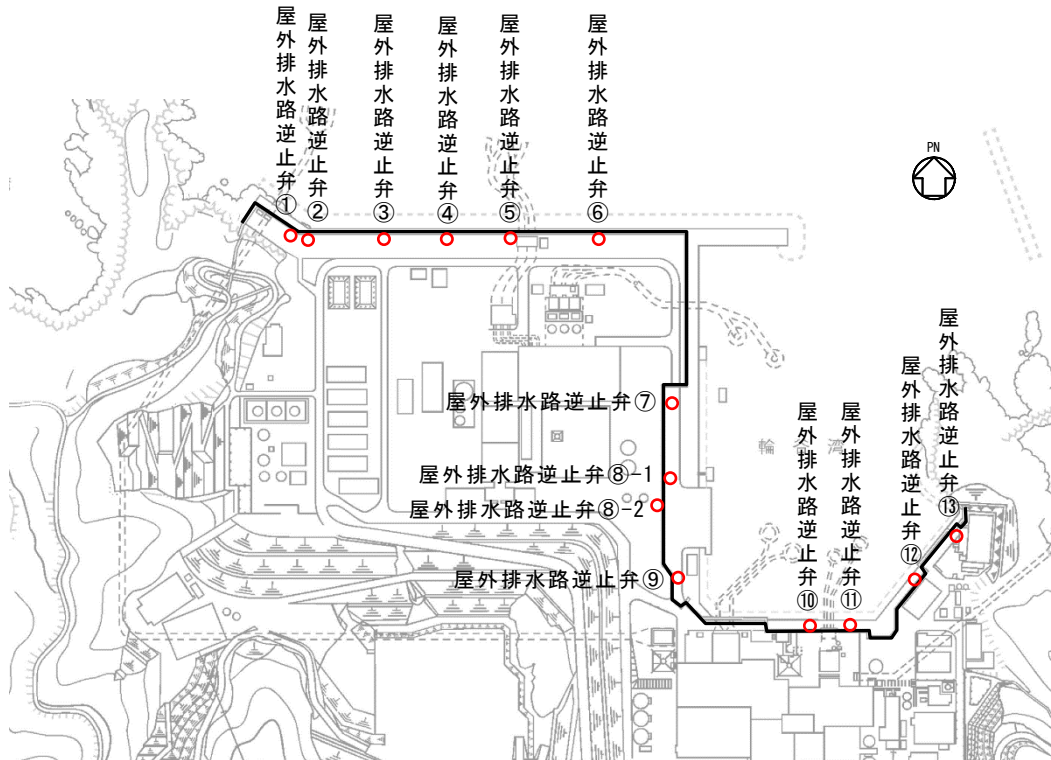 屋外排水路逆止弁①
屋外排水路逆止弁②
屋外排水路逆止弁③
屋外排水路逆止弁④
屋外排水路逆止弁⑤
屋外排水路逆止弁⑥
PN
屋外排水路逆止弁⑦
屋外排水路逆止弁⑧-1
屋外排水路逆止弁⑧-2
屋外排水路逆止弁⑨
輪谷湾
屋外排水路逆止弁⑩
屋外排水路逆止弁⑪
屋外排水路逆止弁⑫
屋外排水路逆止弁⑬